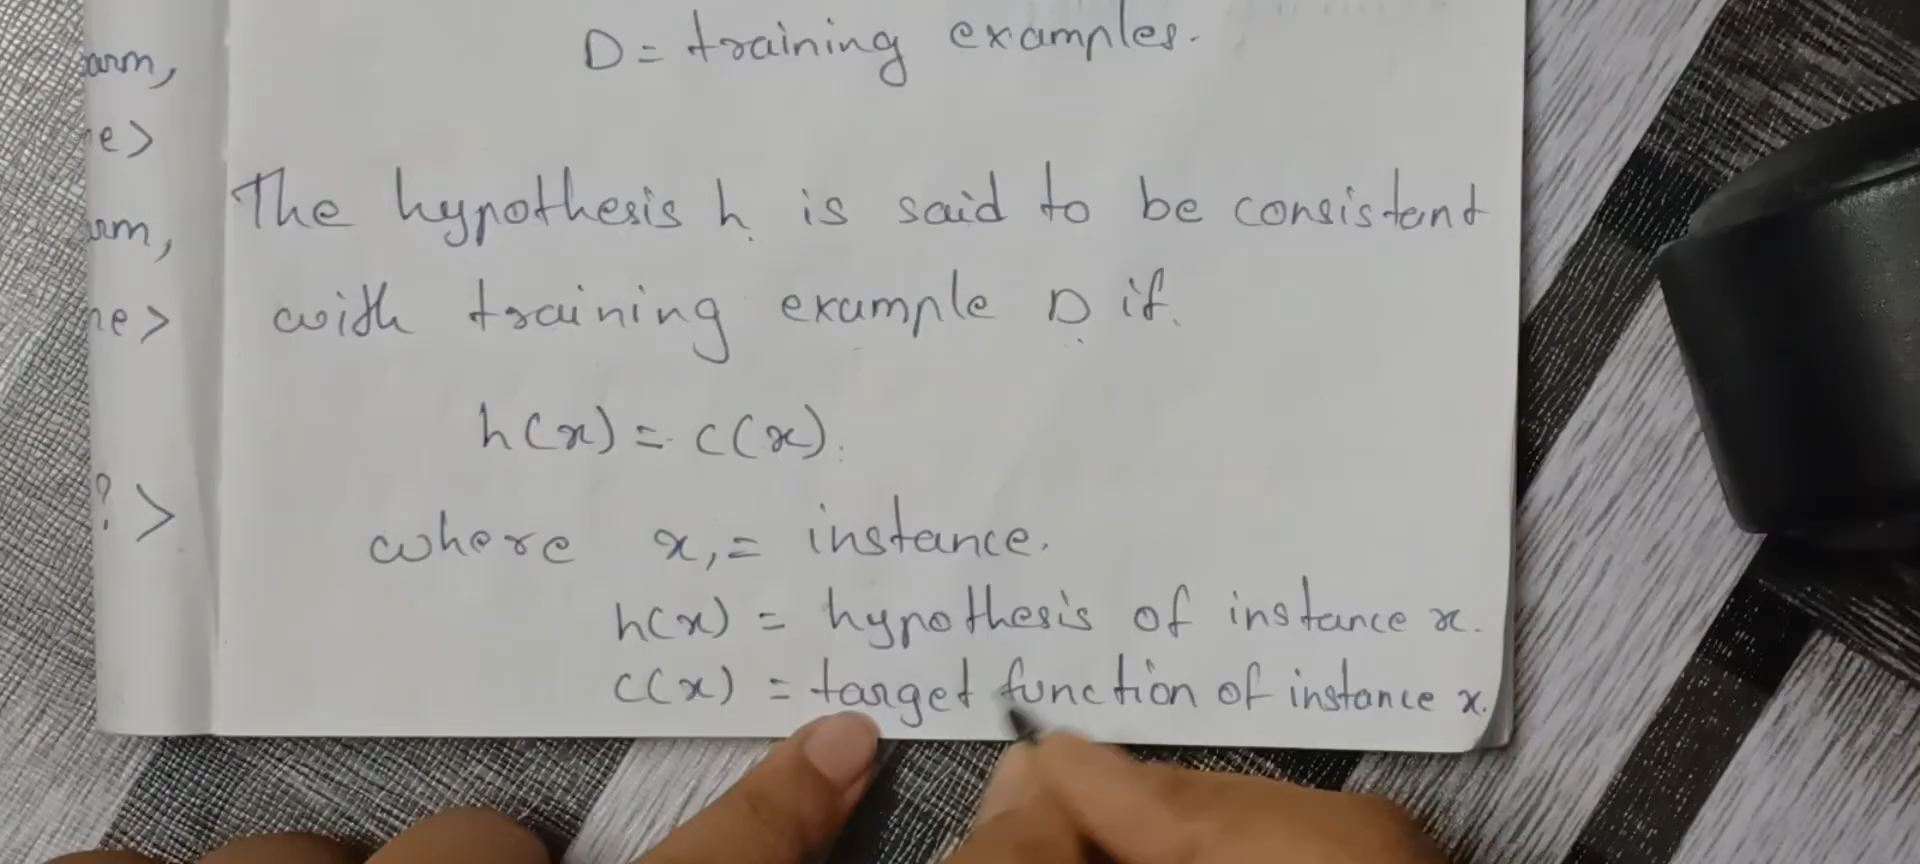 D = training examples.
e>
The hypothesis h is said to be consistent
with training example D if.
h(x) = c(x).
? >
where x, = instance.
h(x) = hypothesis of instance x.
c(x) = target function of instance x.